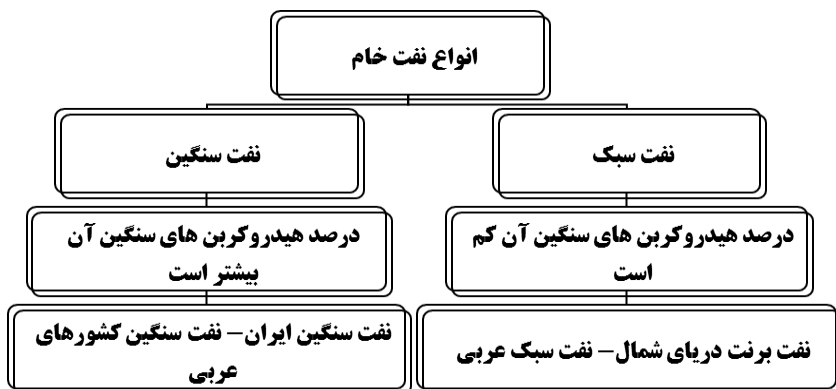 انواع نفت خام
نفت سبک
نفت سنگین
درصد هیدروکربن های سنگین آن کم
است
درصد هیدروکربن های سنگین آن
بیشتر است
نفت برنت دریای شمال– نفت سبک عربی
نفت سنگین ایران– نفت سنگین کشورهای
عربی